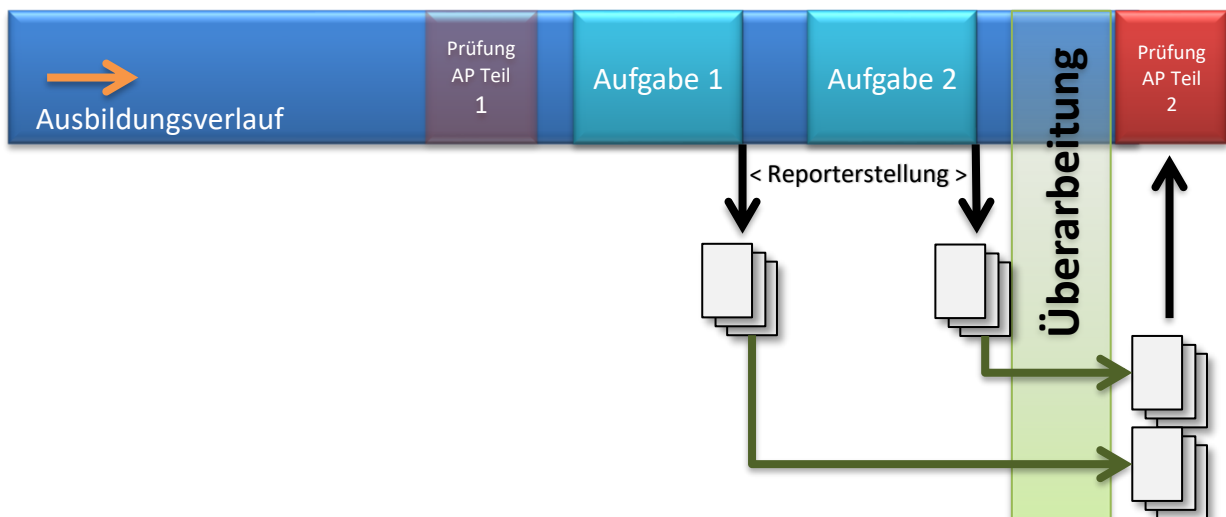 Ausbildungsverlauf
Prüfung
AP Teil
1
Aufgabe 1
Aufgabe 2
Überarbeitung
Prüfung
AP Teil
2
< Reporterstellung >